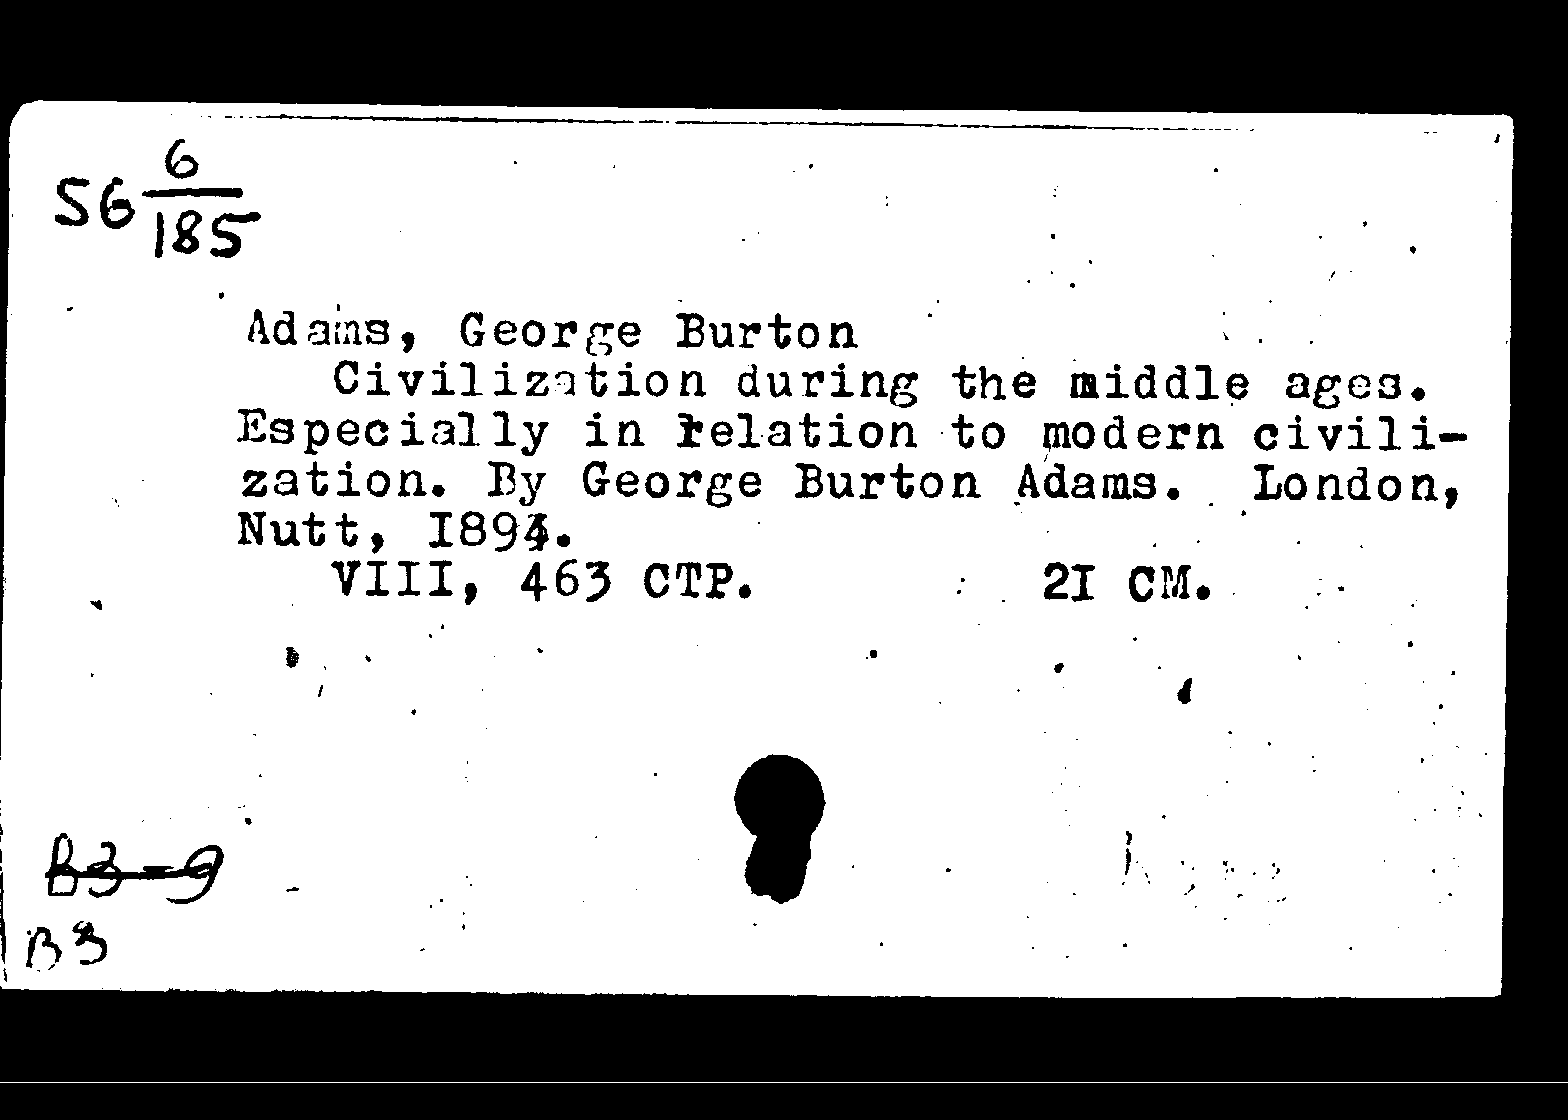 56 6/185
Adams, George Burton
Civilization during the middle ages.
Especially in relation to modern civili-
zation. By George Burton Adams. London,
Nutt,
VIII, 463 CTP. 2I CM.
B3-9
B3